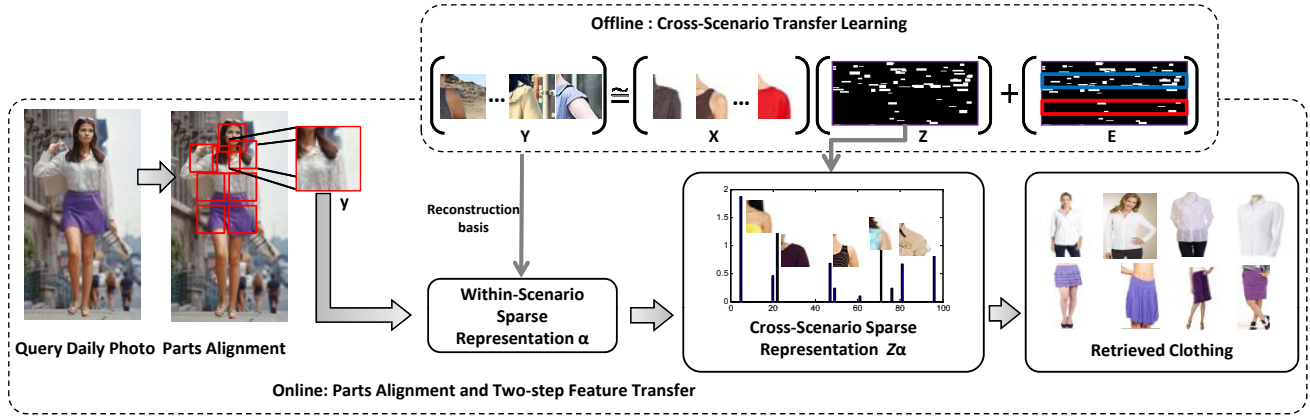 Offline : Cross-Scenario Transfer Learning
... ≅ ... +
Y X Z E
y
Reconstruction
basis
2
1.5
1
0.5
0
0 20 40 60 80 100
Within-Scenario
Sparse
Representation α
Cross-Scenario Sparse
Representation Zα
Retrieved Clothing
Query Daily Photo Parts Alignment
Online: Parts Alignment and Two-step Feature Transfer